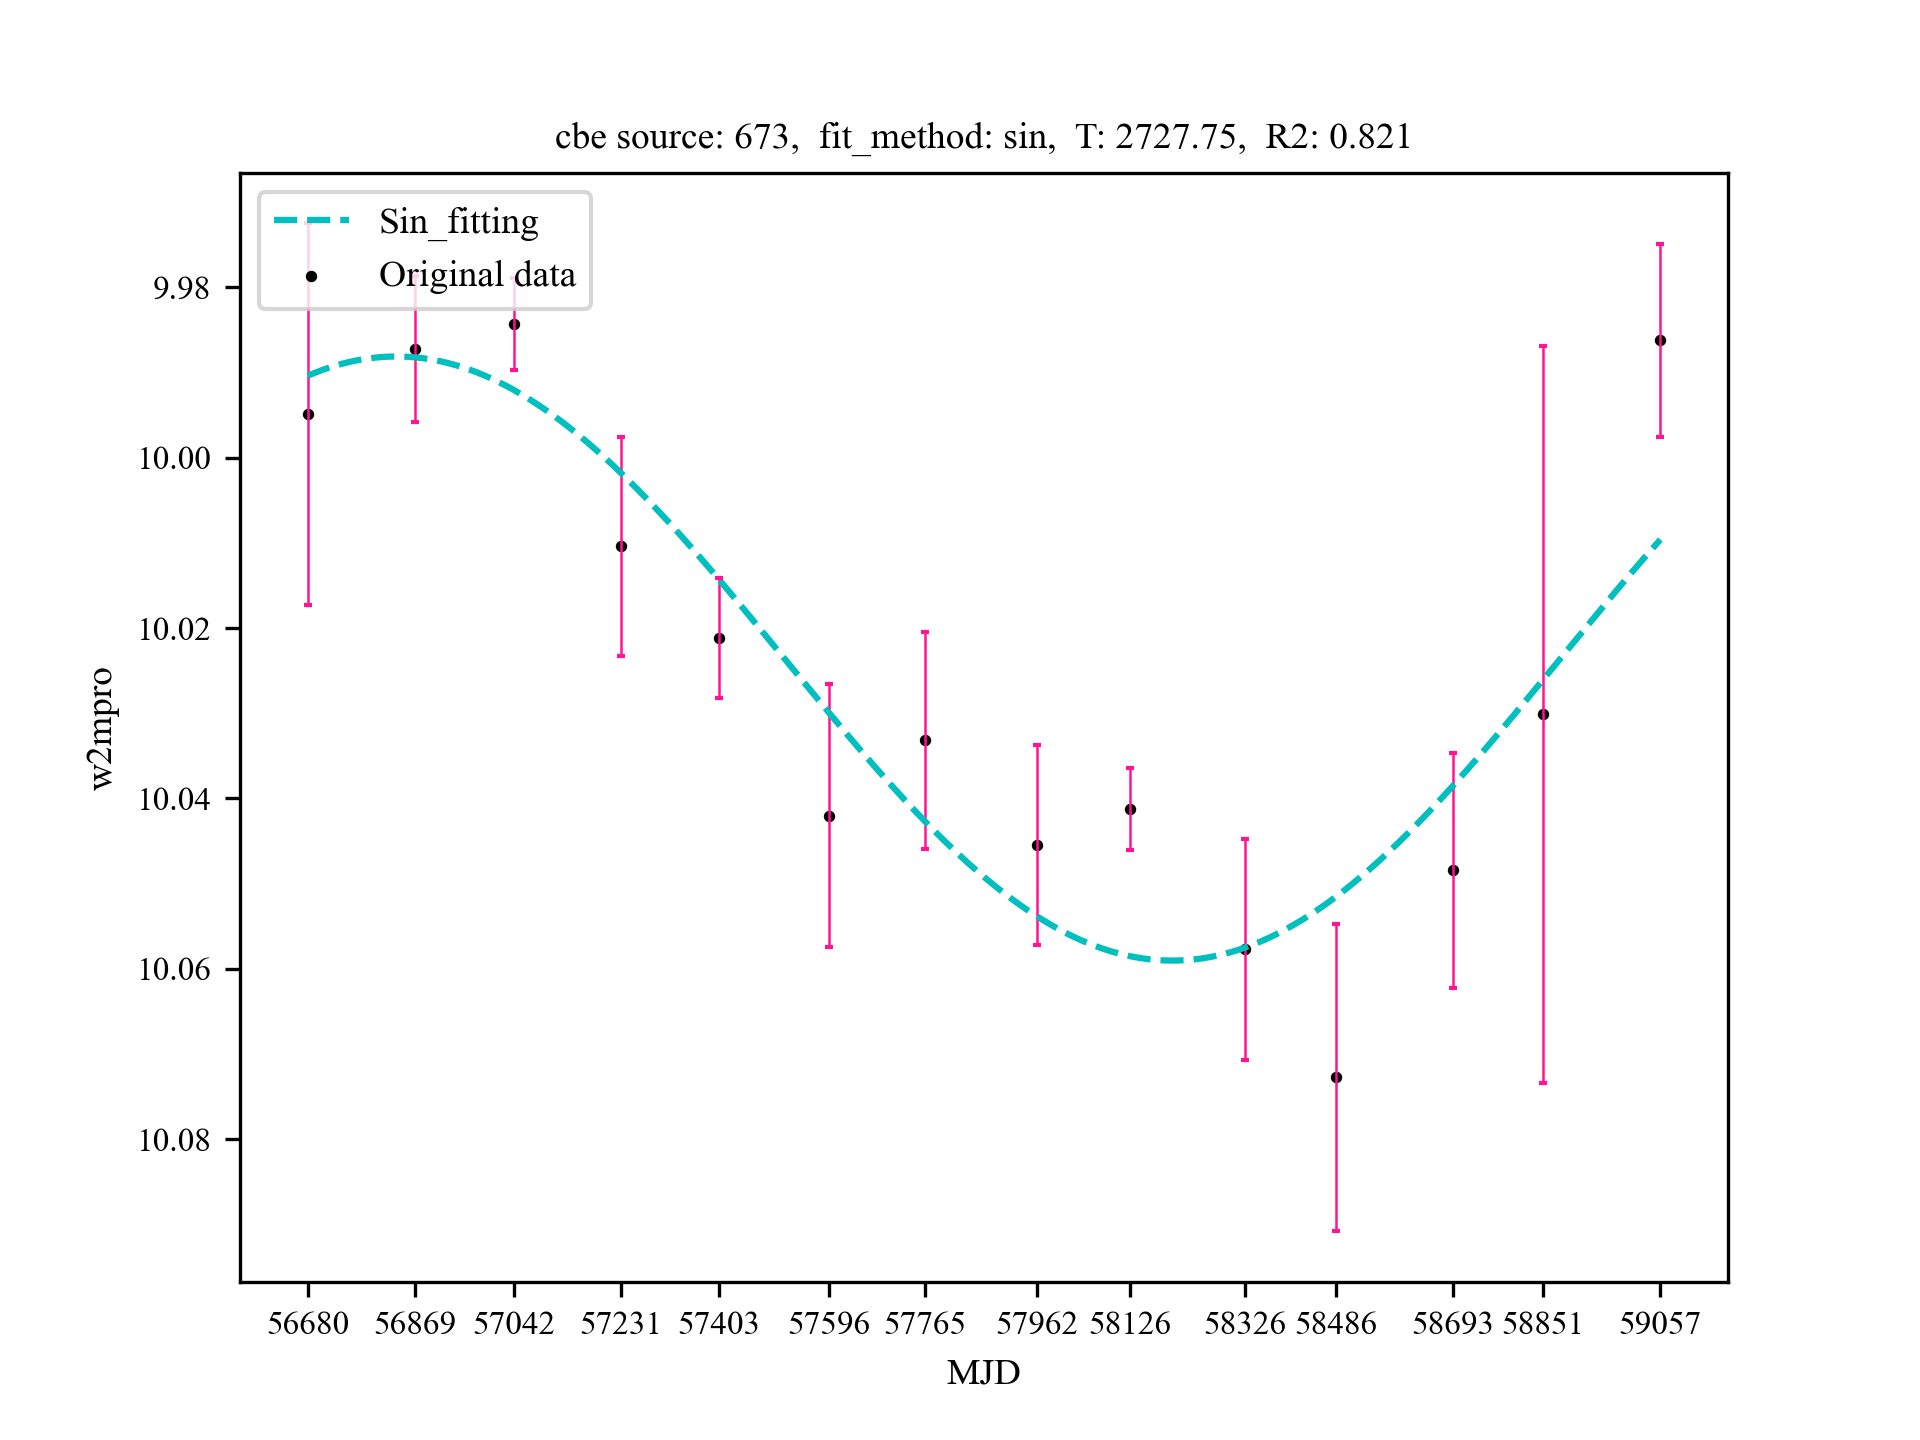 cbe source: 673,  fit_method: sin,  T: 2727.75,  R2: 0.821
Sin_fitting
Original data
9.98
10.00
10.02
10.04
10.06
10.08
w2mpro
56680 56869 57042 57231 57403 57596 57765 57962 58126 58326 58486 58693 58851 59057
MJD